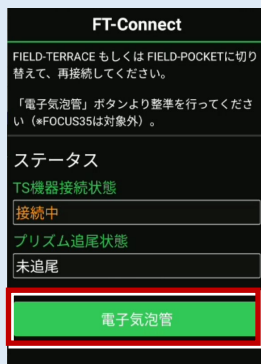 FT-Connect
FIELD-TERRACE もしくは FIELD-POCKETに切り
替えて、再接続してください。
「電子気泡管」ボタンより整準を行ってくださ
い（※FOCUS35は対象外）。
ステータス
TS機器接続状態
接続中
プリズム追尾状態
未追尾
電子気泡管